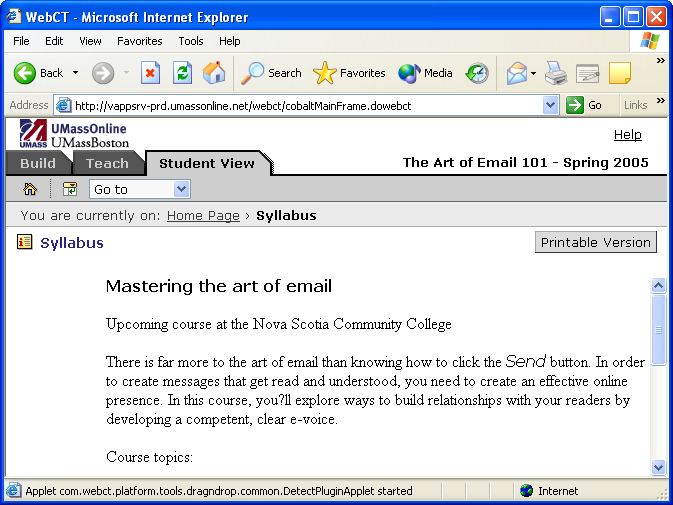 WebCT - Microsoft Internet Explorer
File Edit View Favorites Tools Help
Back Search Favorites Media »
Address http://vappsrv-prd.umassonline.net/webct/cobaltMainFrame.dowebct Go Links »
UMASS UMassOnline
UMassBoston
Help
Build Teach Student View The Art of Email 101 - Spring 2005
Go to
You are currently on: Home Page › Syllabus
Syllabus Printable Version
Mastering the art of email
Upcoming course at the Nova Scotia Community College
There is far more to the art of email than knowing how to click the Send button. In order
to create messages that get read and understood, you need to create an effective online
presence. In this course, you?ll explore ways to build relationships with your readers by
developing a competent, clear e-voice.
Course topics:
Applet com.webct.platform.tools.dragndrop.common.DetectPluginApplet started Internet